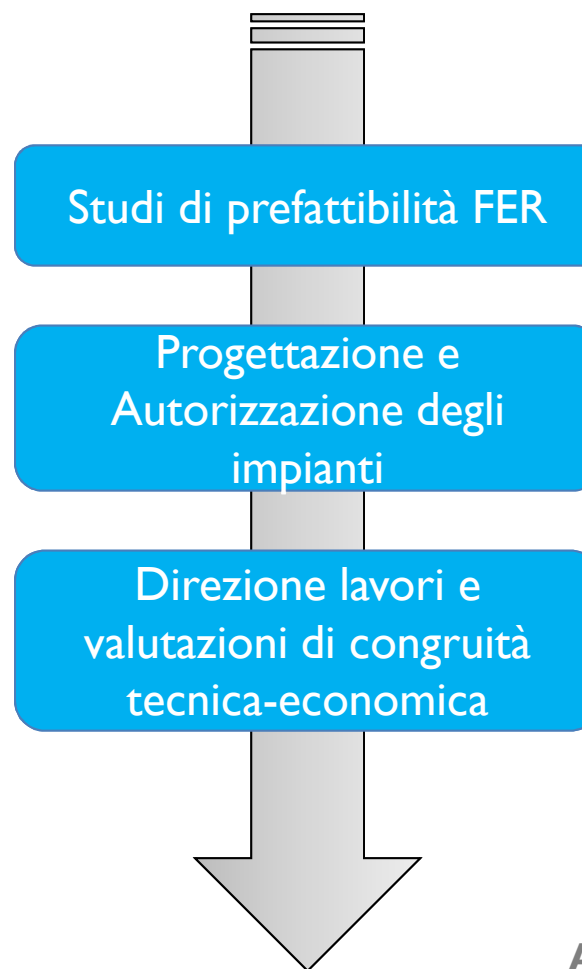 Studi di prefattibilità FER
Progettazione e
Autorizzazione degli
impianti
Direzione lavori e
valutazioni di congruità
tecnica-economica